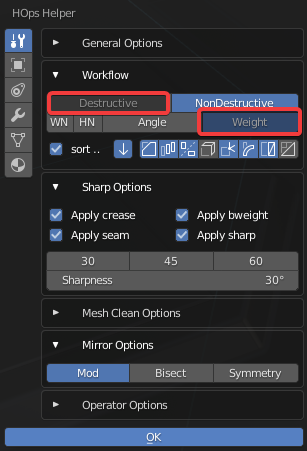 HOps Helper
General Options
Workflow
Destructive NonDestructive
WN HN Angle Weight
sort ..
Sharp Options
Apply crease Apply bweight
Apply seam Apply sharp
30 45 60
Sharpness 30°
Mesh Clean Options
Mirror Options
Mod Bisect Symmetry
Operator Options
OK